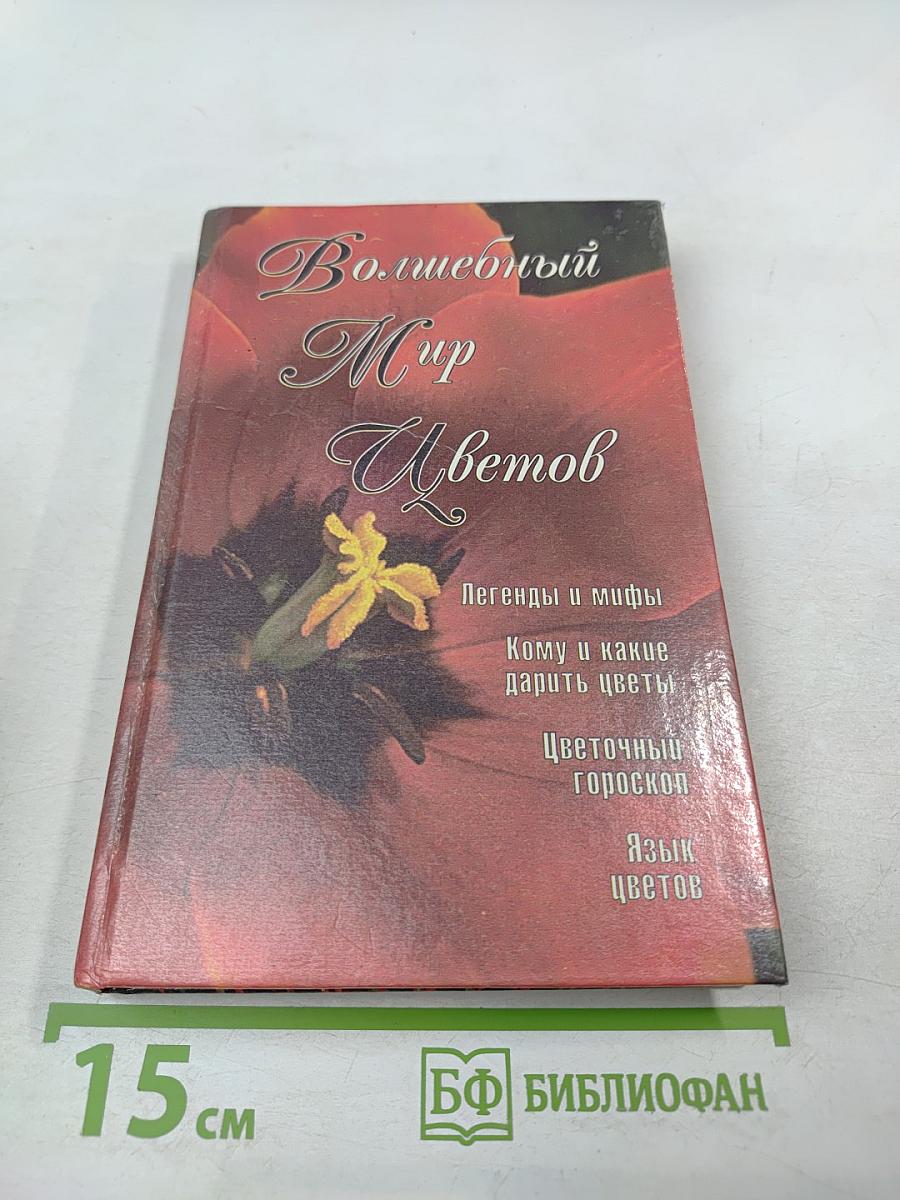 Волшебный
Мир
Цветов
Легенды и мифы
Кому и какие
дарить цветы
Цветочный
гороскоп
Язык
цветов
15 см
БФ БИБЛИОФАН